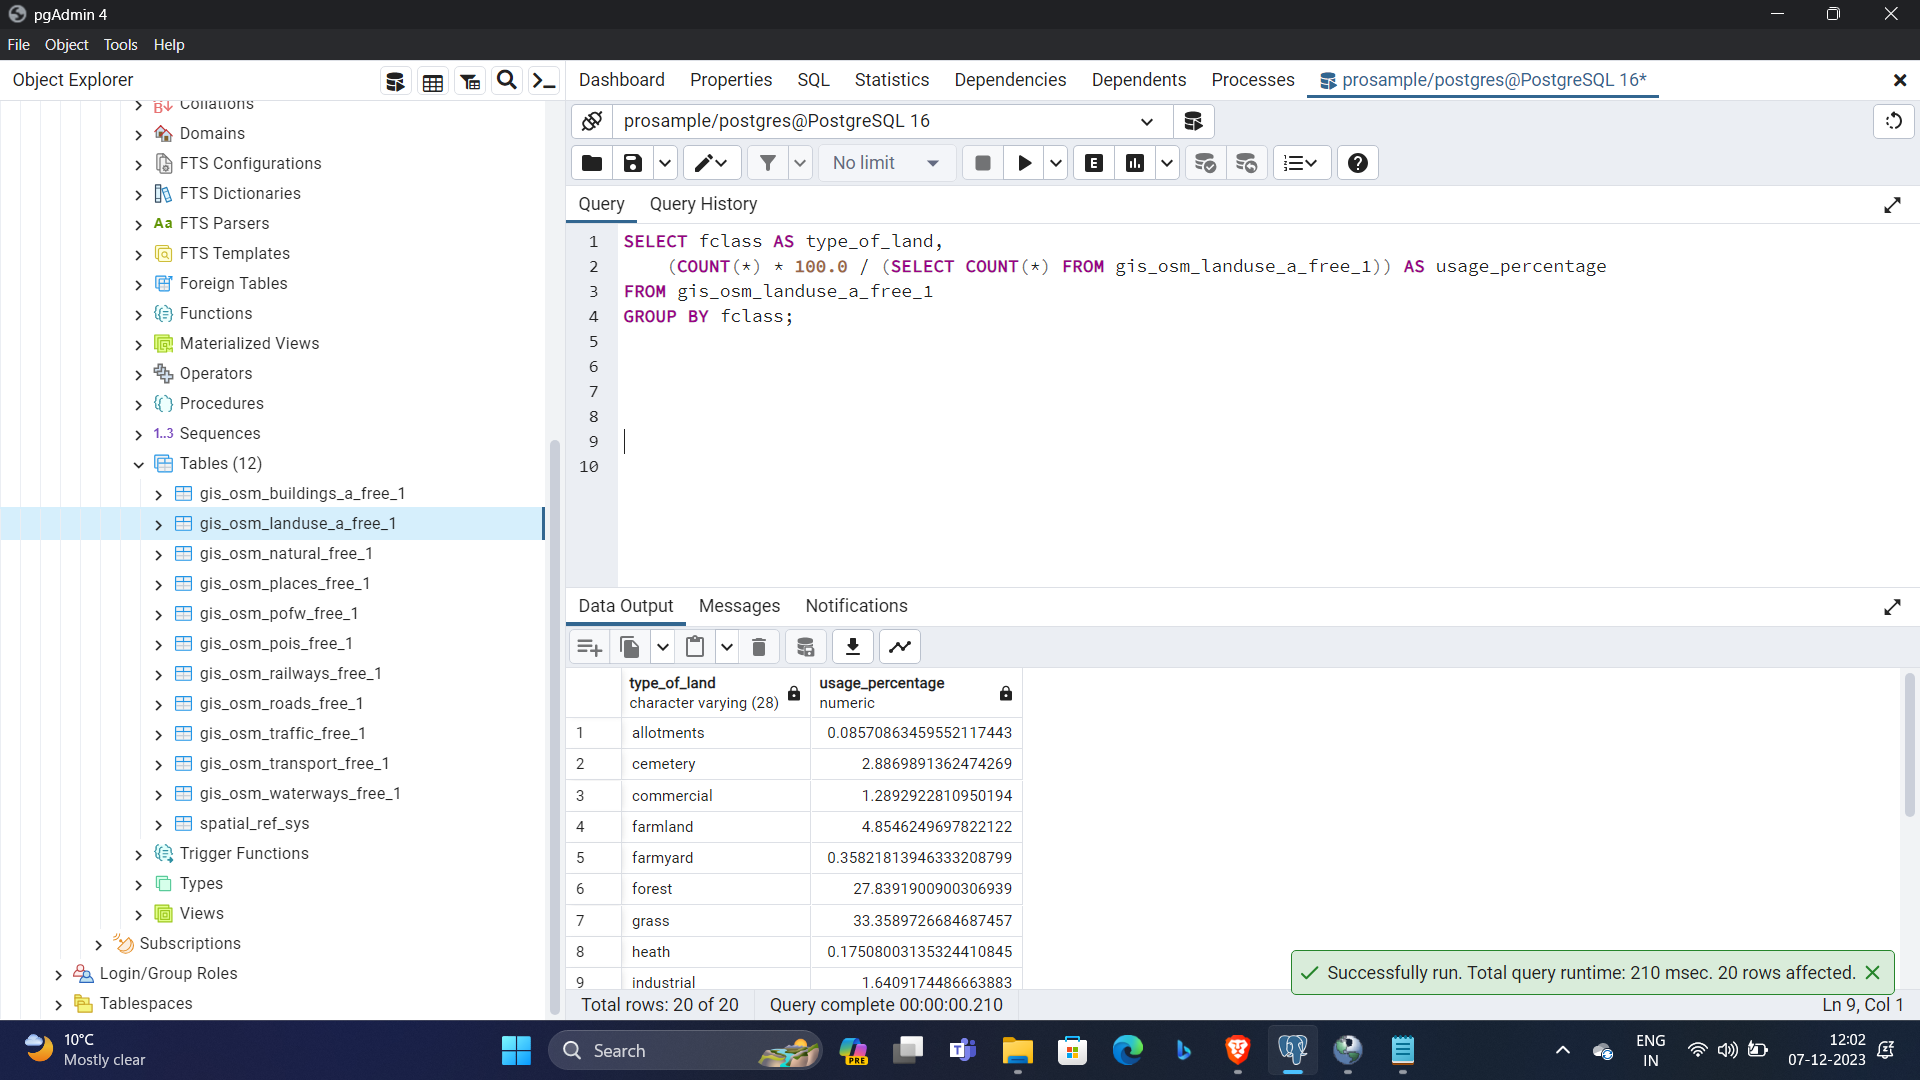 pgAdmin 4
File Object Tools Help
Object Explorer
Dashboard Properties SQL Statistics Dependencies Dependents Processes prosample/postgres@PostgreSQL 16*
Collations
Domains
FTS Configurations
FTS Dictionaries
Aa FTS Parsers
FTS Templates
Foreign Tables
Functions
Materialized Views
Operators
Procedures
1..3 Sequences
Tables (12)
gis_osm_buildings_a_free_1
gis_osm_landuse_a_free_1
gis_osm_natural_free_1
gis_osm_places_free_1
gis_osm_pofw_free_1
gis_osm_pois_free_1
gis_osm_railways_free_1
gis_osm_roads_free_1
gis_osm_traffic_free_1
gis_osm_transport_free_1
gis_osm_waterways_free_1
spatial_ref_sys
Trigger Functions
Types
Views
Subscriptions
Login/Group Roles
Tablespaces
prosample/postgres@PostgreSQL 16
No limit
E
Query Query History
1 SELECT fclass AS type_of_land,
2 (COUNT(*) * 100.0 / (SELECT COUNT(*) FROM gis_osm_landuse_a_free_1)) AS usage_percentage
3 FROM gis_osm_landuse_a_free_1
4 GROUP BY fclass;
5
6
7
8
9
10
Data Output Messages Notifications
type_of_land usage_percentage
character varying (28) numeric
1 allotments 0.08570863459552117443
2 cemetery 2.8869891362474269
3 commercial 1.2892922810950194
4 farmland 4.8546249697822122
5 farmyard 0.35821813946333208799
6 forest 27.8391900900306939
7 grass 33.3589726684687457
8 heath 0.17508003135324410845
9 industrial 1.6409174486663883
Successfully run. Total query runtime: 210 msec. 20 rows affected.
Total rows: 20 of 20 Query complete 00:00:00.210 Ln 9, Col 1
10°C
Mostly clear
Search
PRE
ENG
IN
12:02
07-12-2023